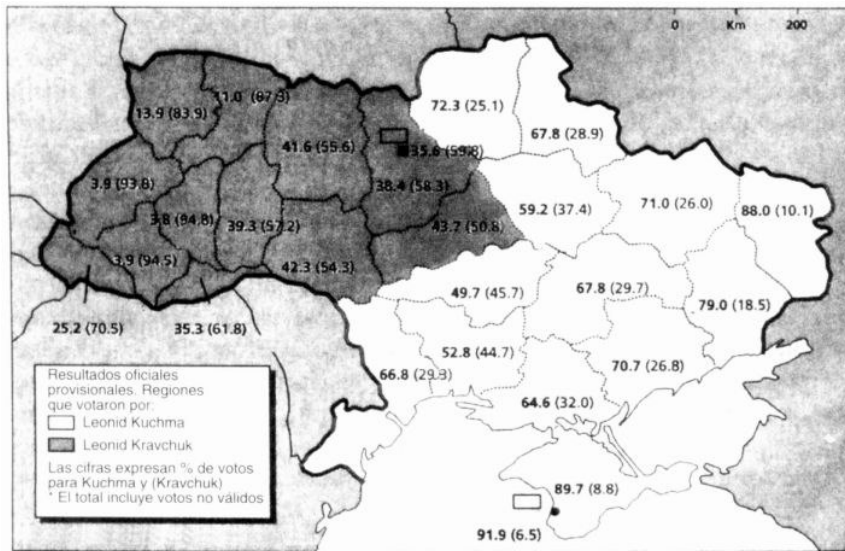 0 Km 200
72.3 (25.1)
13.9 (83.9) 11.0 (87.3)
67.8 (28.9)
41.6 (55.6) 35.6 (59.8)
3.9 (93.8) 38.4 (58.3)
59.2 (37.4) 71.0 (26.0) 88.0 (10.1)
3.8 (94.8) 39.3 (57.2) 43.7 (50.8)
3.9 (94.5) 42.3 (54.3)
49.7 (45.7) 67.8 (29.7)
79.0 (18.5)
25.2 (70.5) 35.3 (61.8)
52.8 (44.7) 70.7 (26.8)
66.8 (29.3)
64.6 (32.0)
Resultados oficiales
provisionales. Regiones
que votaron por:
Leonid Kuchma
Leonid Kravchuk
Las cifras expresan % de votos
para Kuchma y (Kravchuk)
* El total incluye votos no válidos
89.7 (8.8)
91.9 (6.5)